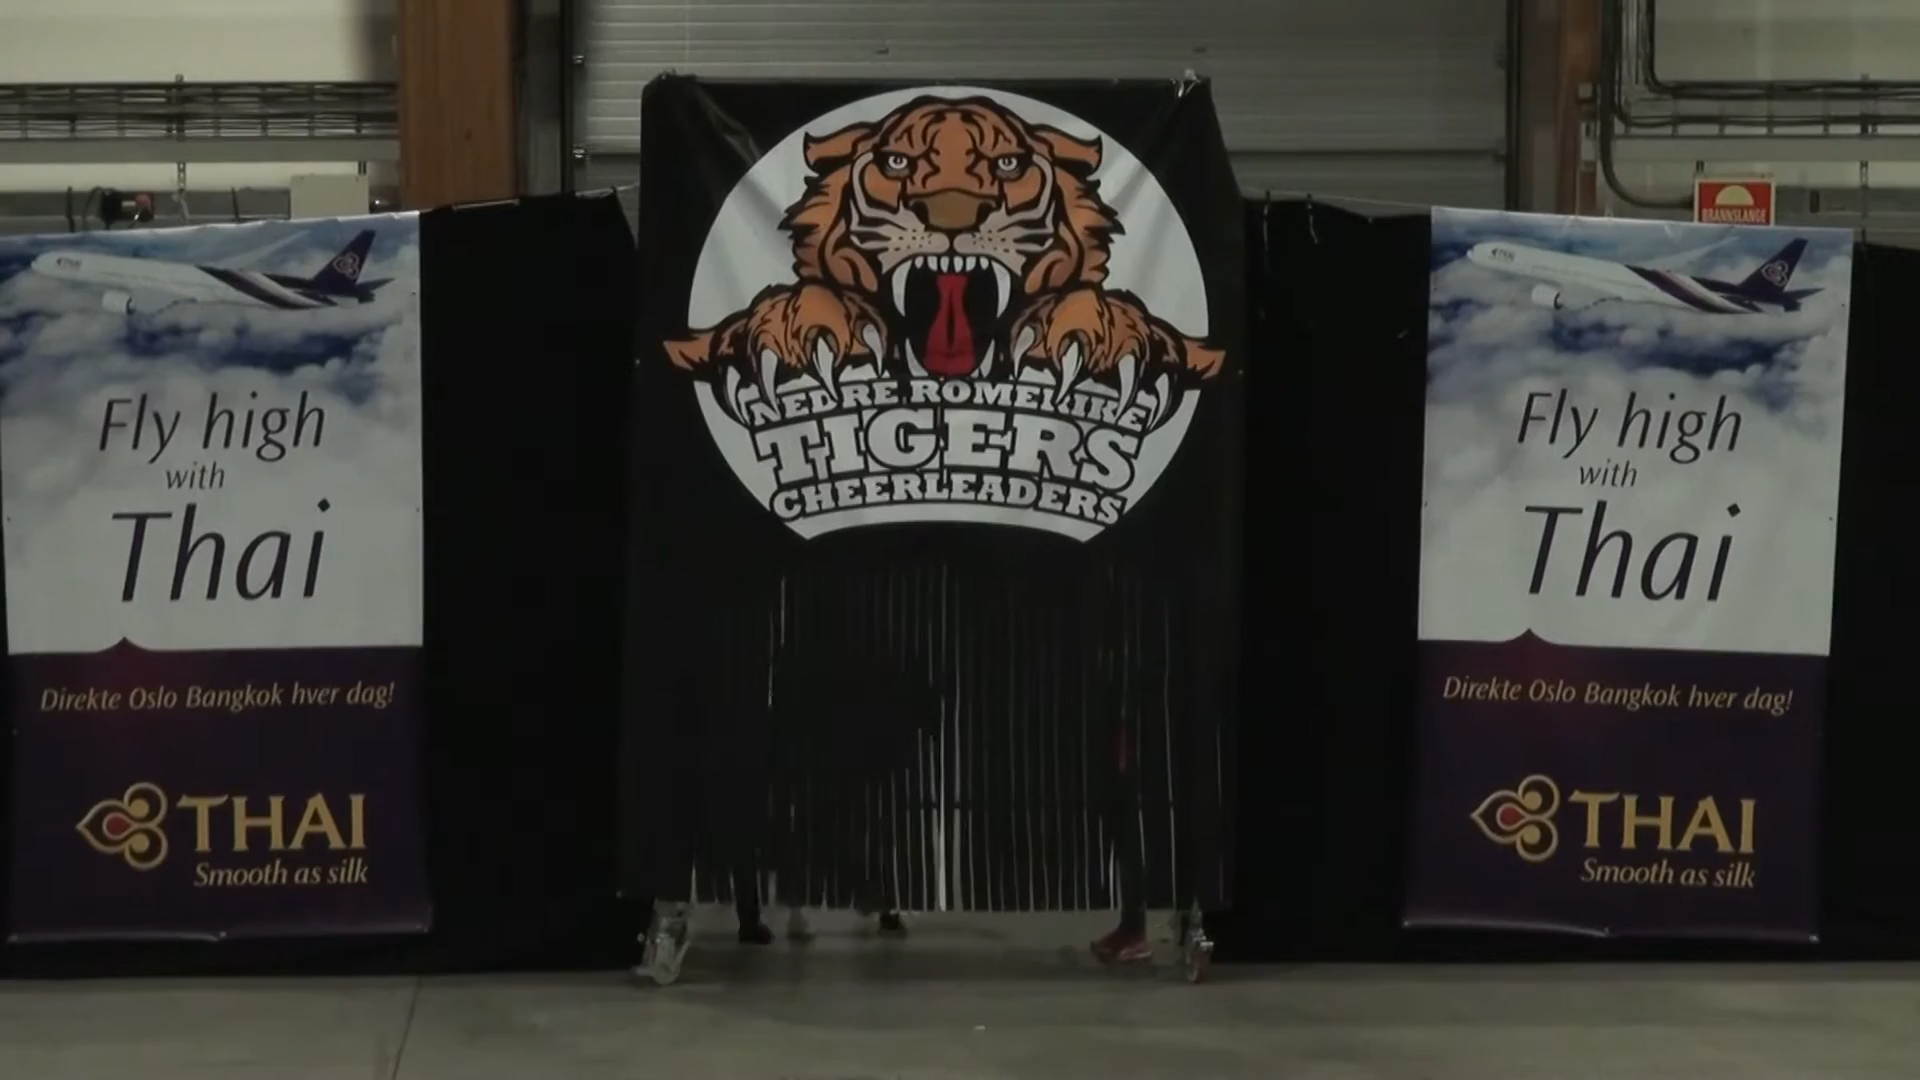 Fly high
with
Thai
Direkte Oslo Bangkok hver dag!
THAI
Smooth as silk
NEDRE ROMERIKE
TIGERS
CHEERLEADERS
BRANNSLANGE
Fly high
with
Thai
Direkte Oslo Bangkok hver dag!
THAI
Smooth as silk